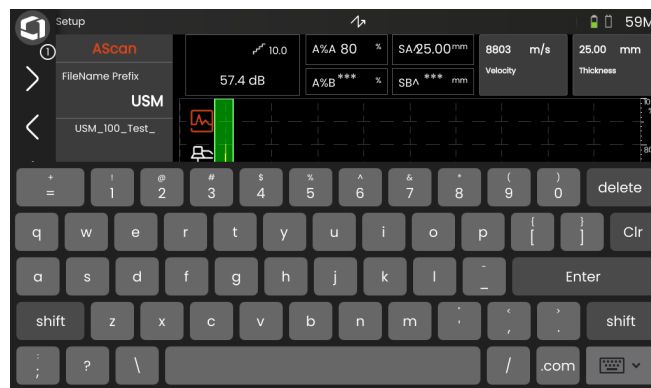 Setup
59M
1
AScan
10.0
A%A 80 %
SA^25.00 mm
8803 m/s
25.00 mm
FileName Prefix
57.4 dB
A%B *** %
SB^ *** mm
Velocity
Thickness
USM
USM_100_Test_
10
%
80
+ = ! 1 @ 2 # 3 $ 4 % 5 ^ 6 & 7 * 8 ( 9 ) 0 delete
q w e r t y u i o p { [ } ] Clr
a s d f g h j k l - _ Enter
shift z x c v b n m " ' < , > . shift
: ; ? \ / .com